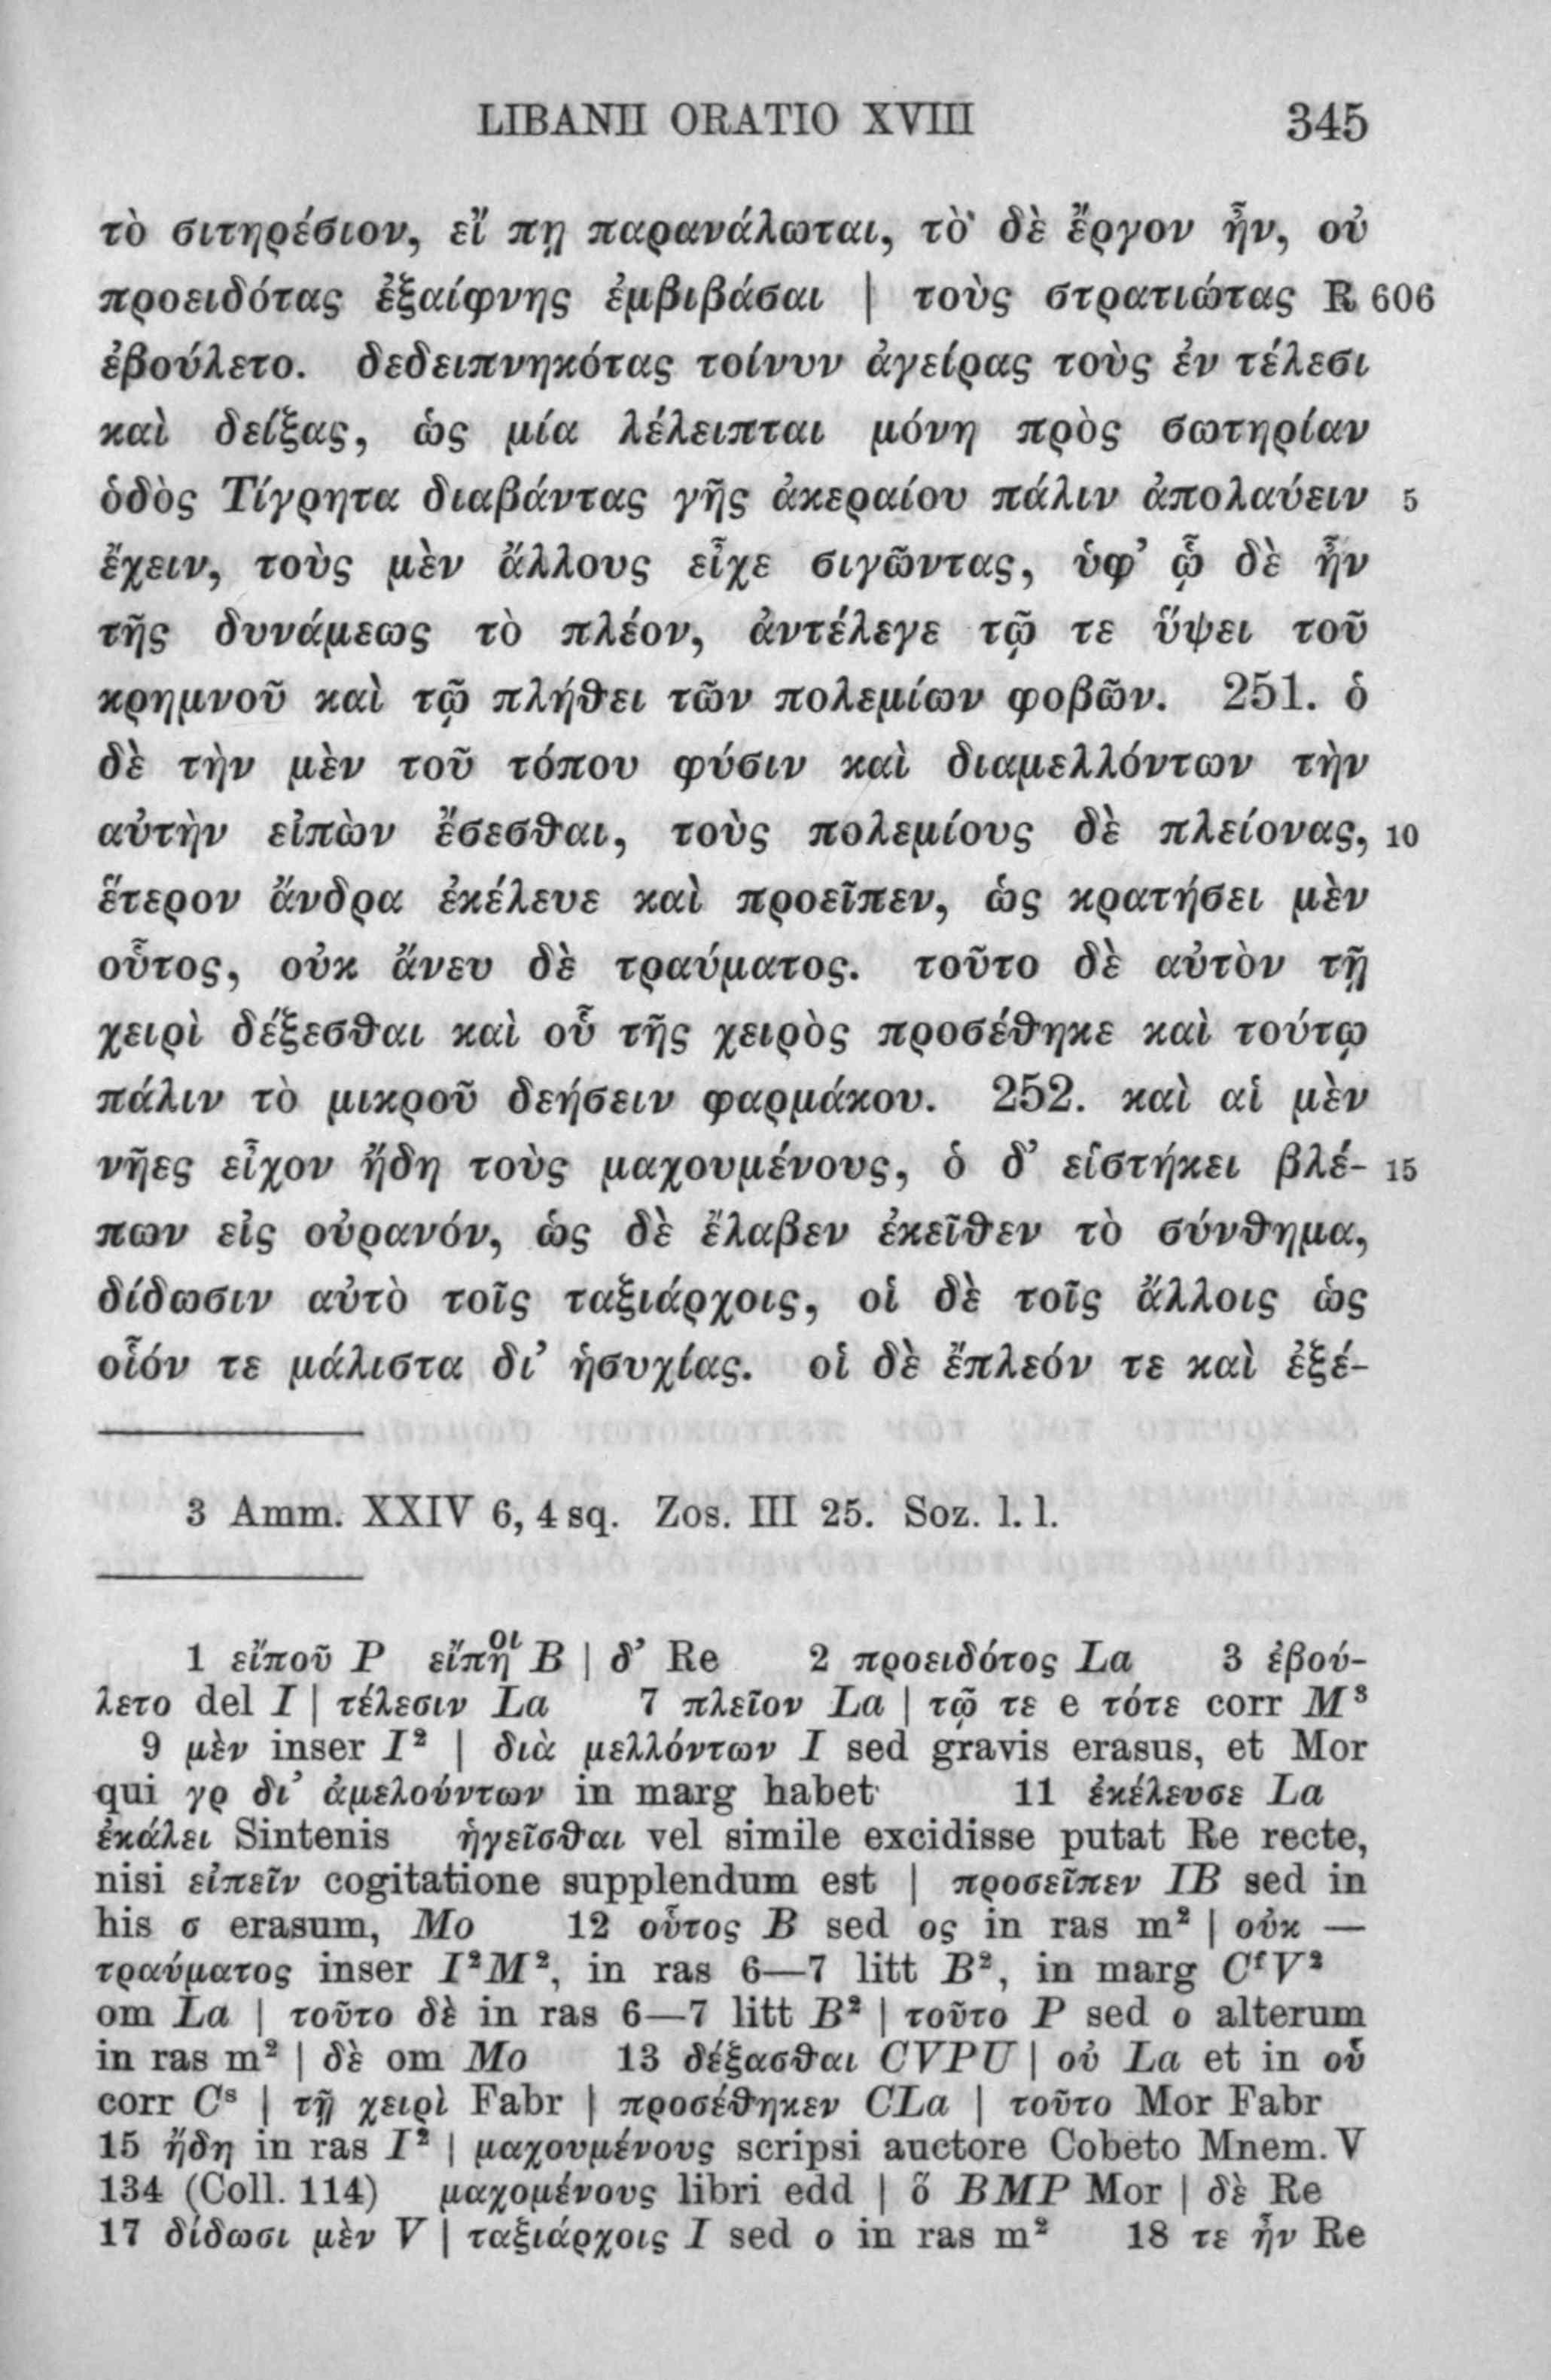 LIBANII ORATIO XVIII 345
τὸ σιτηρέσιον, εἴ πῃ παρανάλωται, τὸ δὲ ἔργον ἦν, οὐ
προειδότας ἐξαίφνης ἐμβιβάσαι | τοὺς στρατιώτας R 606
ἐβούλετο. δεδειπνηκότας τοίνυν ἀγείρας τοὺς ἐν τέλεσι
καὶ δείξας, ὡς μία λέλειπται μόνη πρὸς σωτηρίαν
ὁδὸς Τίγρητα διαβάντας γῆς ἀκεραίου πάλιν ἀπολαύειν 5
ἔχειν, τοὺς μὲν ἄλλους εἶχε σιγῶντας, ὑφ’ ᾧ δὲ ἦν
τῆς δυνάμεως τὸ πλέον, ἀντέλεγε τῷ τε ὕψει τοῦ
κρημνοῦ καὶ τῷ πλήθει τῶν πολεμίων φοβῶν. 251. ὁ
δὲ τὴν μὲν τοῦ τόπου φύσιν καὶ διαμελλόντων τὴν
αὐτὴν εἰπὼν ἔσεσθαι, τοὺς πολεμίους δὲ πλείονας, 10
ἕτερον ἄνδρα ἐκέλευε καὶ προεῖπεν, ὡς κρατήσει μὲν
οὗτος, οὐκ ἄνευ δὲ τραύματος. τοῦτο δὲ αὐτὸν τῇ
χειρὶ δέξεσθαι καὶ οὗ τῆς χειρὸς προσέθηκε καὶ τούτῳ
πάλιν τὸ μικροῦ δεήσειν φαρμάκου. 252. καὶ αἱ μὲν
νῆες εἶχον ἤδη τοὺς μαχουμένους, ὁ δ’ εἱστήκει βλέ- 15
πων εἰς οὐρανόν, ὡς δὲ ἔλαβεν ἐκεῖθεν τὸ σύνθημα,
δίδωσιν αὐτὸ τοῖς ταξιάρχοις, οἱ δὲ τοῖς ἄλλοις ὡς
οἷόν τε μάλιστα δι’ ἡσυχίας. οἱ δὲ ἔπλεόν τε καὶ ἐξέ-
3 Amm. XXIV 6, 4 sq. Zos. III 25. Soz. l. l.
1 εἴποῦ P εἴπῆοι B | δ’ Re 2 προειδότος La 3 ἐβού-
λετο del I | τέλεσιν La 7 πλεῖον La | τῷ τε e τότε corr M³
9 μὲν inser I² | διὰ μελλόντων I sed gravis erasus, et Mor
qui γρ δι’ ἀμελούντων in marg habet 11 ἐκέλευσε La
ἐκάλει Sintenis ἡγεῖσθαι vel simile excidisse putat Re recte,
nisi εἰπεῖν cogitatione supplendum est | προσεῖπεν IB sed in
his σ erasum, Mo 12 οὗτος B sed ος in ras m² | οὐκ —
τραύματος inser I²M², in ras 6—7 litt B², in marg CᶠV²
om La | τοῦτο δὲ in ras 6—7 litt B² | τοῦτο P sed ο alterum
in ras m² | δὲ om Mo 13 δέξασθαι CVPU | οὐ La et in οὗ
corr Cˢ | τῇ χειρὶ Fabr | προσέθηκεν CLa | τοῦτο Mor Fabr
15 ἤδη in ras I² | μαχουμένους scripsi auctore Cobeto Mnem. V
134 (Coll. 114) μαχομένους libri edd | ὅ BMP Mor | δὲ Re
17 δίδωσι μὲν V | ταξιάρχοις I sed ο in ras m² 18 τε ἦν Re